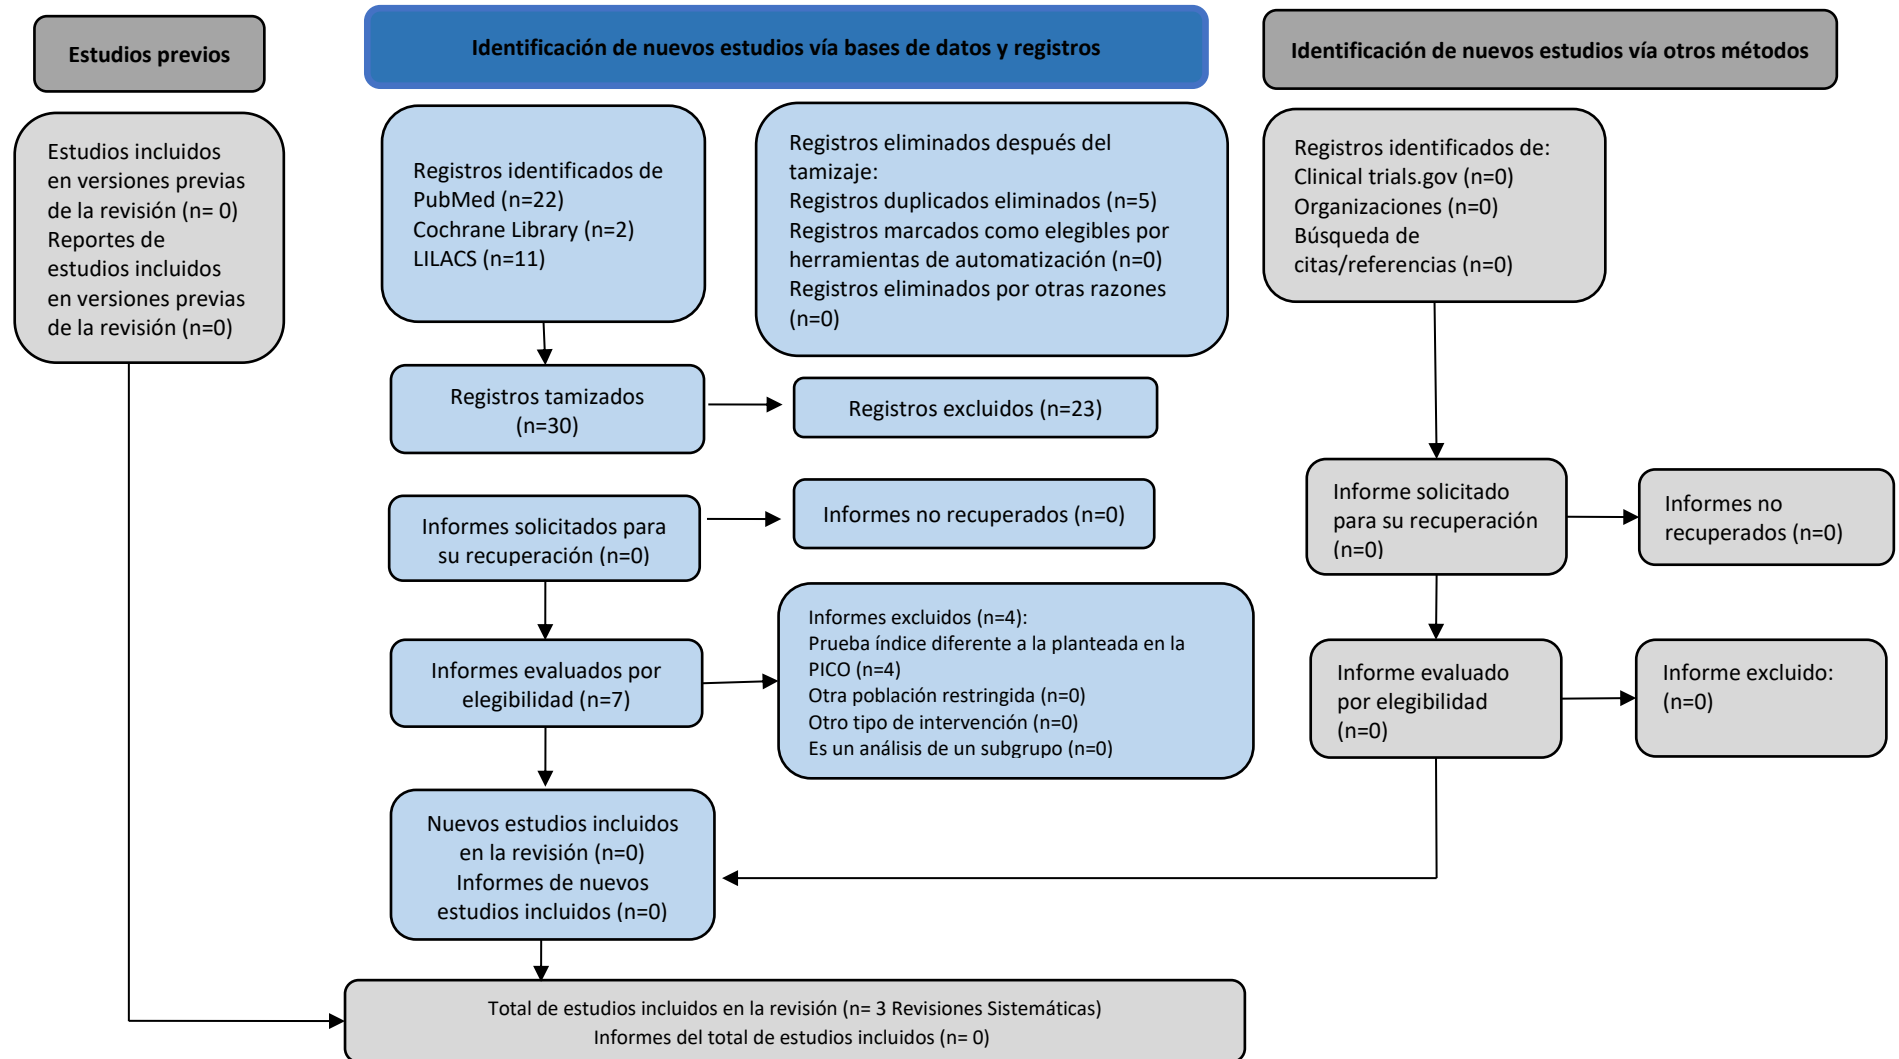 Estudios previos
Identificación de nuevos estudios vía bases de datos y registros
Identificación de nuevos estudios vía otros métodos
Estudios incluidos
en versiones previas
de la revisión (n= 0)
Reportes de
estudios incluidos
en versiones previas
de la revisión (n=0)
Registros identificados de
PubMed (n=22)
Cochrane Library (n=2)
LILACS (n=11)
Registros eliminados después del
tamizaje:
Registros duplicados eliminados (n=5)
Registros marcados como elegibles por
herramientas de automatización (n=0)
Registros eliminados por otras razones
(n=0)
Registros identificados de:
Clinical trials.gov (n=0)
Organizaciones (n=0)
Búsqueda de
citas/referencias (n=0)
Registros tamizados
(n=30)
Registros excluidos (n=23)
Informes solicitados para
su recuperación (n=0)
Informes no recuperados (n=0)
Informe solicitado
para su recuperación
(n=0)
Informes no
recuperados (n=0)
Informes evaluados por
elegibilidad (n=7)
Informes excluidos (n=4):
Prueba índice diferente a la planteada en la
PICO (n=4)
Otra población restringida (n=0)
Otro tipo de intervención (n=0)
Es un análisis de un subgrupo (n=0)
Informe evaluado
por elegibilidad
(n=0)
Informe excluido:
(n=0)
Nuevos estudios incluidos
en la revisión (n=0)
Informes de nuevos
estudios incluidos (n=0)
Total de estudios incluidos en la revisión (n= 3 Revisiones Sistemáticas)
Informes del total de estudios incluidos (n= 0)